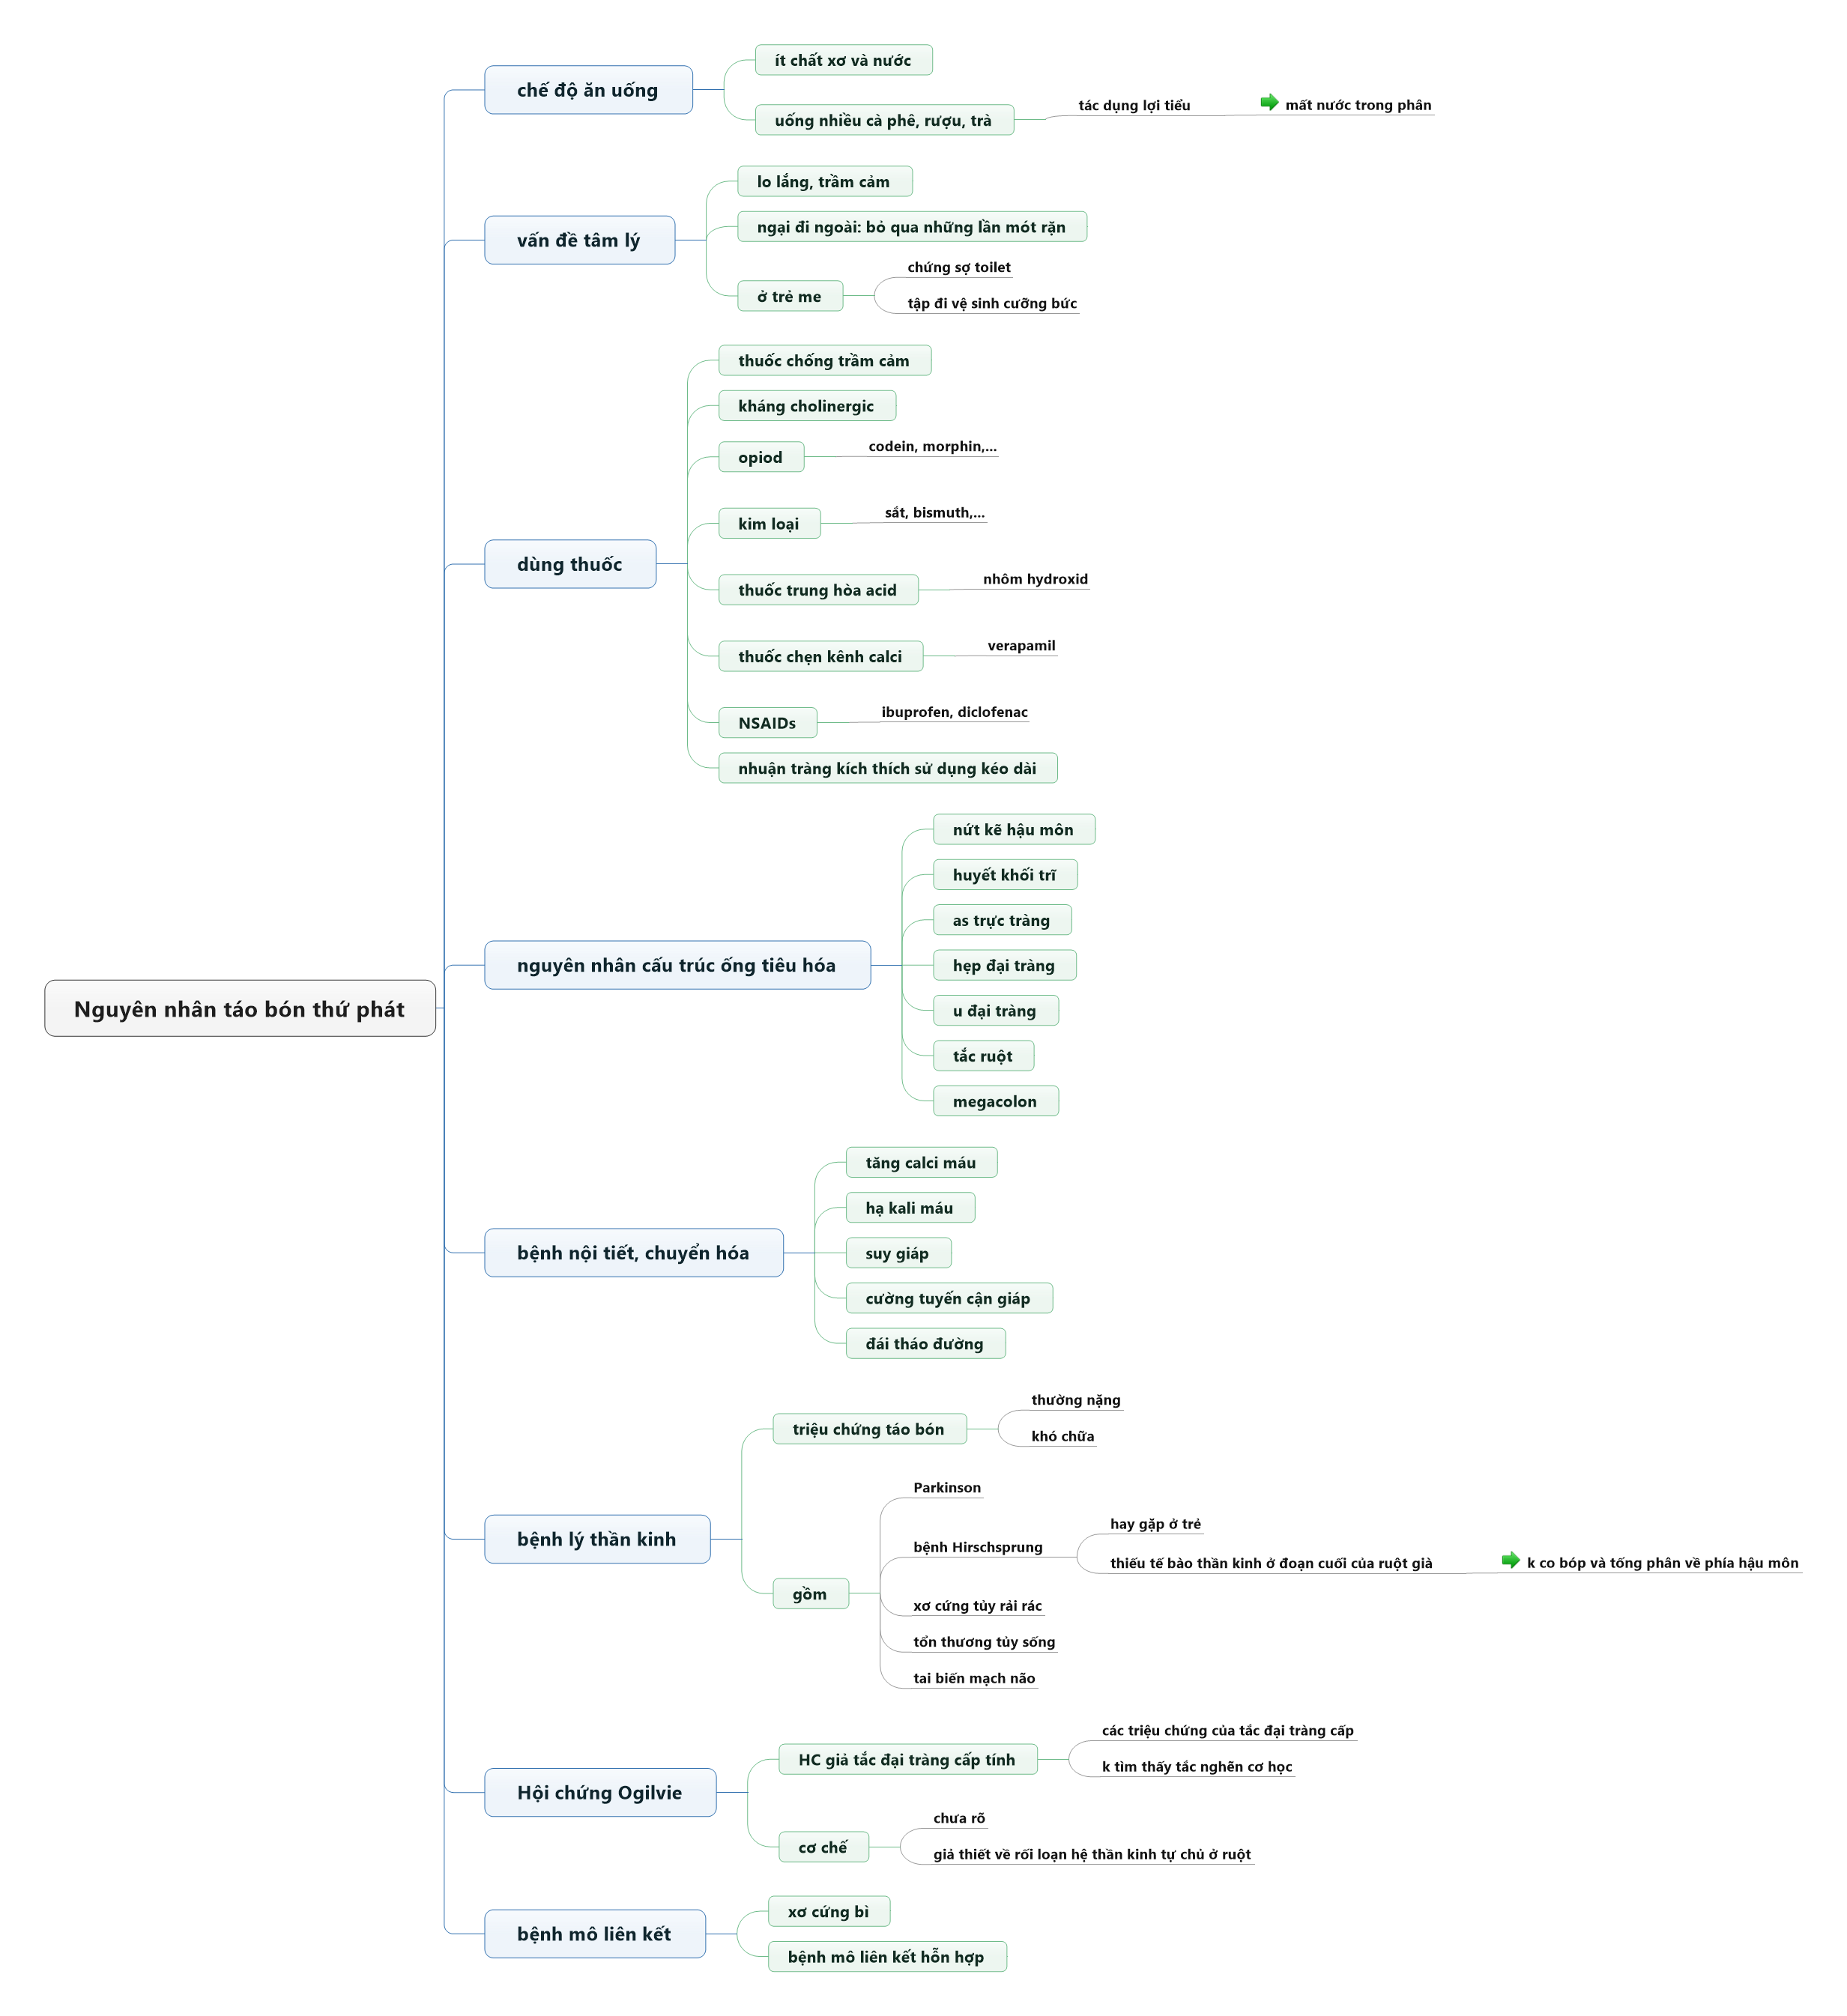 Nguyên nhân táo bón thứ phát
chế độ ăn uống
ít chất xơ và nước
uống nhiều cà phê, rượu, trà
tác dụng lợi tiểu
mất nước trong phân
vấn đề tâm lý
lo lắng, trầm cảm
ngại đi ngoài: bỏ qua những lần mót rặn
ở trẻ me
chứng sợ toilet
tập đi vệ sinh cưỡng bức
dùng thuốc
thuốc chống trầm cảm
kháng cholinergic
opiod
codein, morphin,...
kim loại
sắt, bismuth,...
thuốc trung hòa acid
nhôm hydroxid
thuốc chẹn kênh calci
verapamil
NSAIDs
ibuprofen, diclofenac
nhuận tràng kích thích sử dụng kéo dài
nguyên nhân cấu trúc ống tiêu hóa
nứt kẽ hậu môn
huyết khối trĩ
as trực tràng
hẹp đại tràng
u đại tràng
tắc ruột
megacolon
bệnh nội tiết, chuyển hóa
tăng calci máu
hạ kali máu
suy giáp
cường tuyến cận giáp
đái tháo đường
bệnh lý thần kinh
triệu chứng táo bón
thường nặng
khó chữa
gồm
Parkinson
bệnh Hirschsprung
hay gặp ở trẻ
thiếu tế bào thần kinh ở đoạn cuối của ruột già
k co bóp và tống phân về phía hậu môn
xơ cứng tủy rải rác
tổn thương tủy sống
tai biến mạch não
Hội chứng Ogilvie
HC giả tắc đại tràng cấp tính
các triệu chứng của tắc đại tràng cấp
k tìm thấy tắc nghẽn cơ học
cơ chế
chưa rõ
giả thiết về rối loạn hệ thần kinh tự chủ ở ruột
bệnh mô liên kết
xơ cứng bì
bệnh mô liên kết hỗn hợp